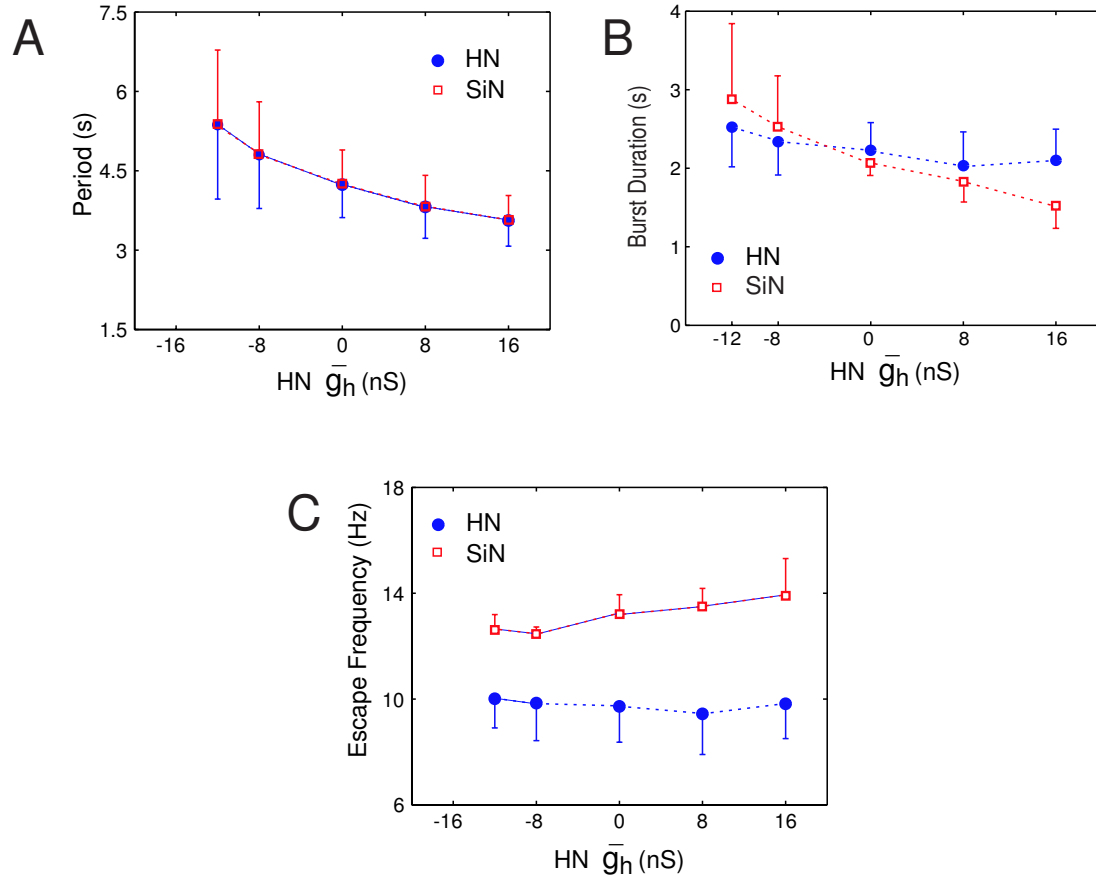 A
7.5
6
4.5
3
1.5
Period (s)
HN
SiN
-16
-8
0
8
16
HN g̅h (nS)
B
4
3
2
1
0
Burst Duration (s)
HN
SiN
-12
-8
0
8
16
HN g̅h (nS)
C
18
14
10
6
Escape Frequency (Hz)
HN
SiN
-16
-8
0
8
16
HN g̅h (nS)